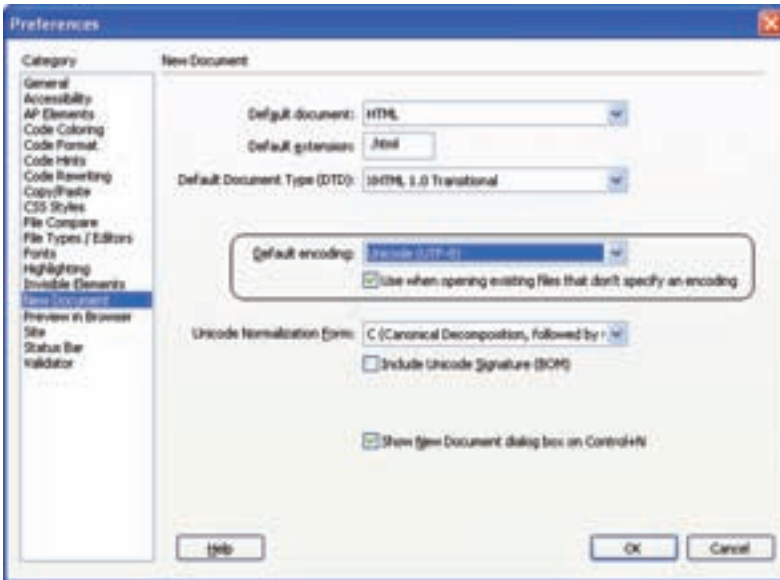 Preferences
Category
General
Accessibility
AP Elements
Code Coloring
Code Format
Code Hints
Code Rewriting
Copy/Paste
CSS Styles
File Compare
File Types / Editors
Fonts
Highlighting
Invisible Elements
New Document
Preview in Browser
Site
Status Bar
Validator
New Document
Default document: HTML
Default extension: .html
Default Document Type (DTD): XHTML 1.0 Transitional
Default encoding: Unicode (UTF-8)
Use when opening existing files that don't specify an encoding
Unicode Normalization Form: C (Canonical Decomposition, followed by
Include Unicode Signature (BOM)
Show New Document dialog box on Control+N
Help
OK
Cancel